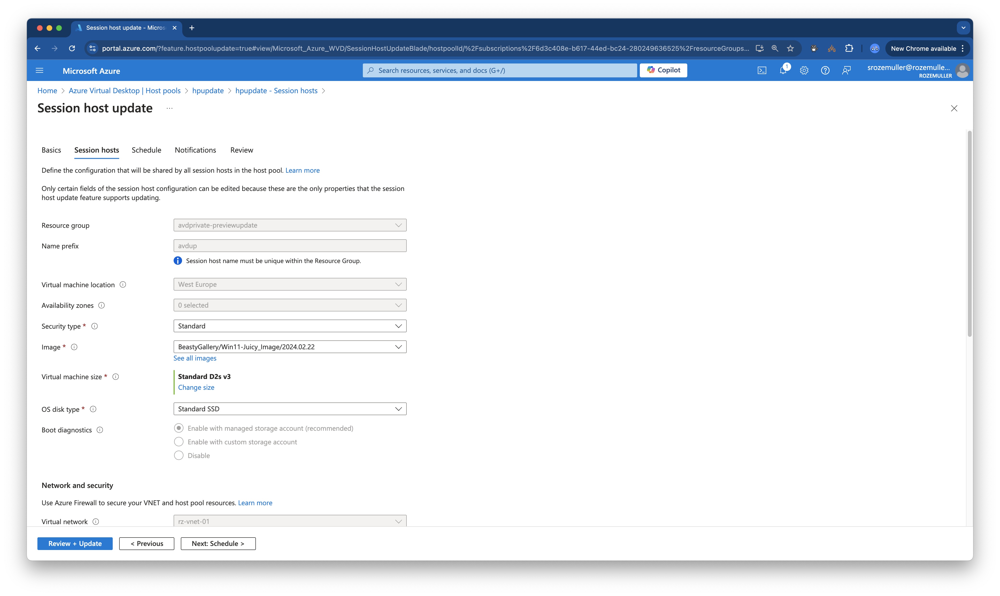 Session host update - Micros
portal.azure.com/?feature.hostpoolupdate=true#view/Microsoft_Azure_WVD/SessionHostUpdateBlade/hostpoolId/%2Fsubscriptions%2F6d3c408e-b617-44ed-bc24-280249636525%2FresourceGroups...
New Chrome available
Microsoft Azure
Search resources, services, and docs (G+/)
Copilot
1
srozemuller@rozemulle...
ROZEMULLER
Home > Azure Virtual Desktop | Host pools > hpupdate > hpupdate - Session hosts >
Session host update ...
Basics Session hosts Schedule Notifications Review
Define the configuration that will be shared by all session hosts in the host pool. Learn more
Only certain fields of the session host configuration can be edited because these are the only properties that the session
host update feature supports updating.
Resource group avdprivate-previewupdate
Name prefix avdup
Session host name must be unique within the Resource Group.
Virtual machine location West Europe
Availability zones 0 selected
Security type * Standard
Image * BeastyGallery/Win11-Juicy_Image/2024.02.22
See all images
Virtual machine size * Standard D2s v3
Change size
OS disk type * Standard SSD
Boot diagnostics Enable with managed storage account (recommended)
Enable with custom storage account
Disable
Network and security
Use Azure Firewall to secure your VNET and host pool resources. Learn more
Virtual network rz-vnet-01
Review + Update < Previous Next: Schedule >